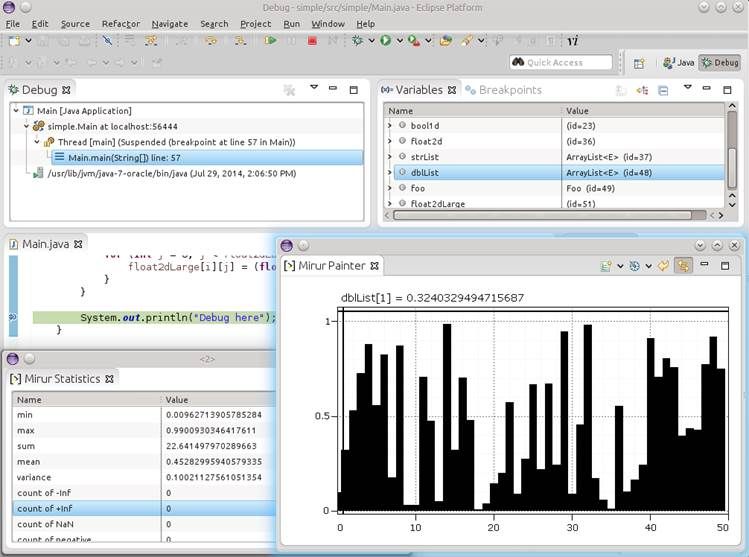 Debug - simple/src/simple/Main.java - Eclipse Platform
File Edit Source Refactor Navigate Search Project Run Window Help
Quick Access
Java Debug
Debug
Main [Java Application]
simple.Main at localhost:56444
Thread [main] (Suspended (breakpoint at line 57 in Main))
Main.main(String[]) line: 57
/usr/lib/jvm/java-7-oracle/bin/java (Jul 29, 2014, 2:06:50 PM)
Variables Breakpoints
Name Value
bool1d (id=23)
float2d (id=36)
strList ArrayList<E> (id=37)
dblList ArrayList<E> (id=48)
foo Foo (id=49)
float2dLarge (id=51)
Main.java
float2dLarge[i][j] = (floa
}
}
System.out.println("Debug here");
}
<2>
Mirur Statistics
Name Value
min 0.00962713905785284
max 0.9900930346417611
sum 22.641497970289663
mean 0.45282995940579335
variance 0.10021127561051354
count of -Inf 0
count of +Inf 0
count of NaN 0
count of negative 0
Mirur Painter
dblList[1] = 0.3240329494715687
1
0.5
0
0 10 20 30 40 50